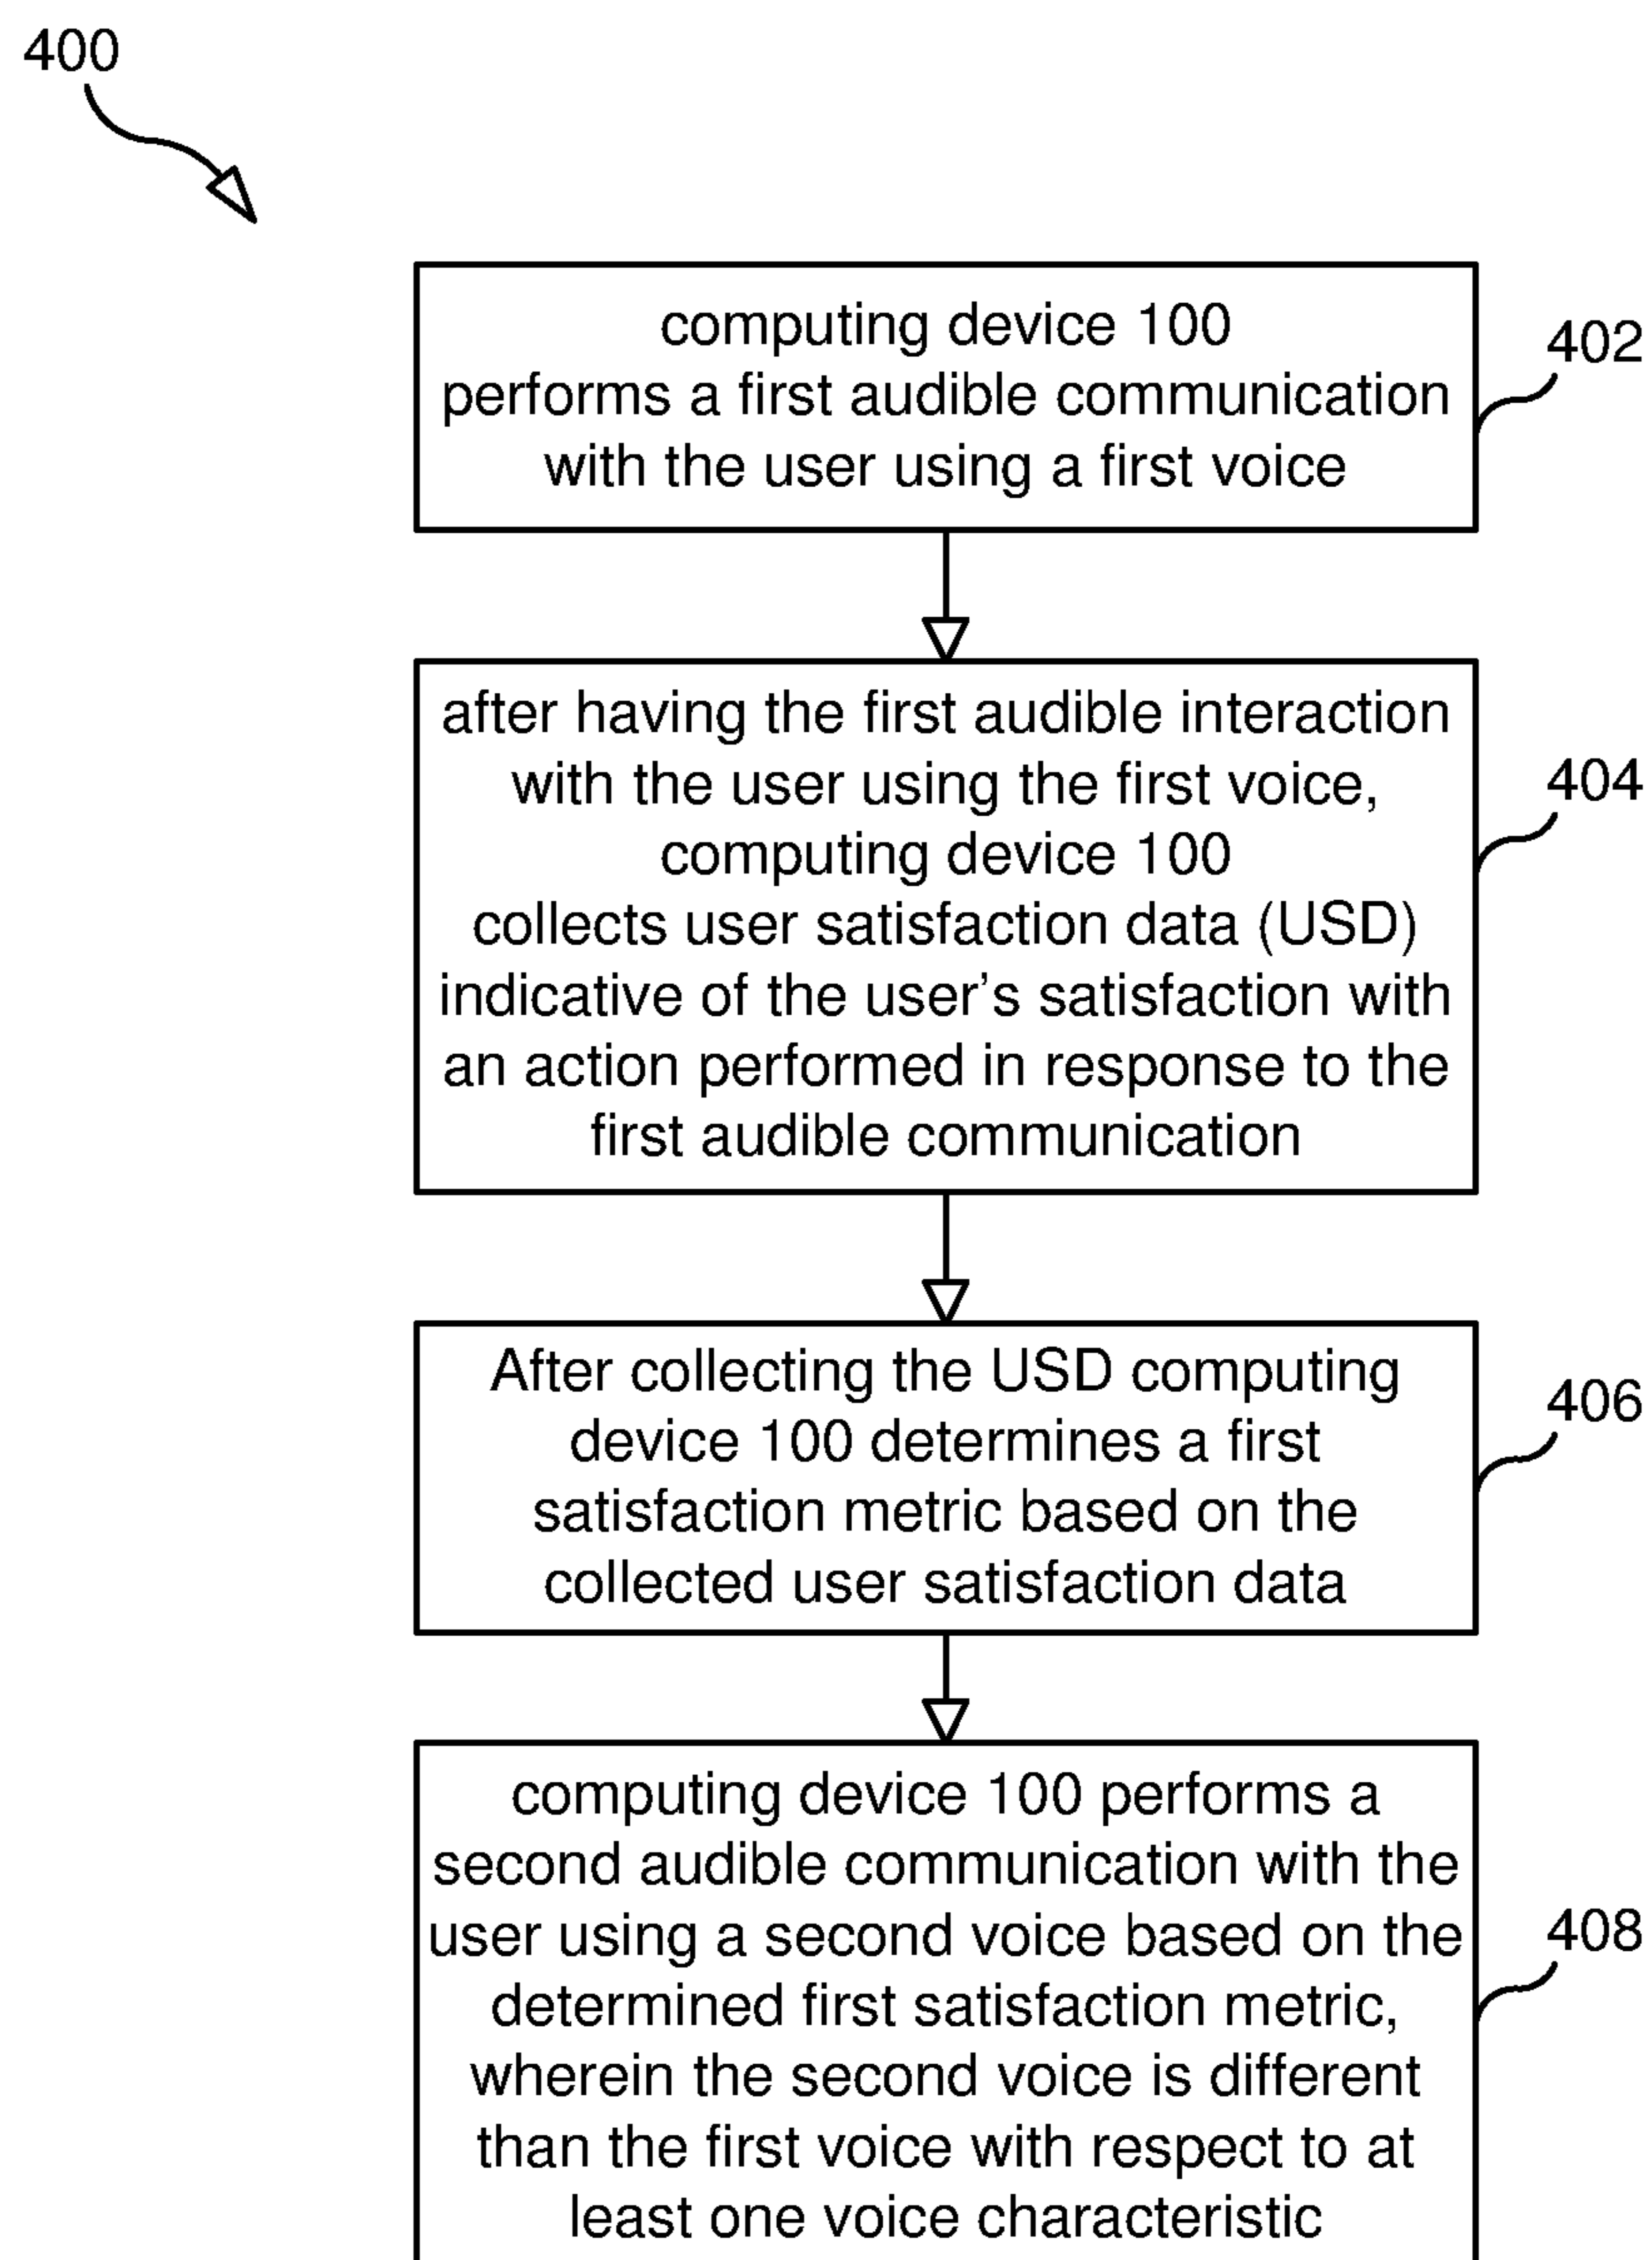 400
computing device 100
performs a first audible communication
with the user using a first voice
402
after having the first audible interaction
with the user using the first voice,
computing device 100
collects user satisfaction data (USD)
indicative of the user's satisfaction with
an action performed in response to the
first audible communication
404
After collecting the USD computing
device 100 determines a first
satisfaction metric based on the
collected user satisfaction data
406
computing device 100 performs a
second audible communication with the
user using a second voice based on the
determined first satisfaction metric,
wherein the second voice is different
than the first voice with respect to at
least one voice characteristic
408